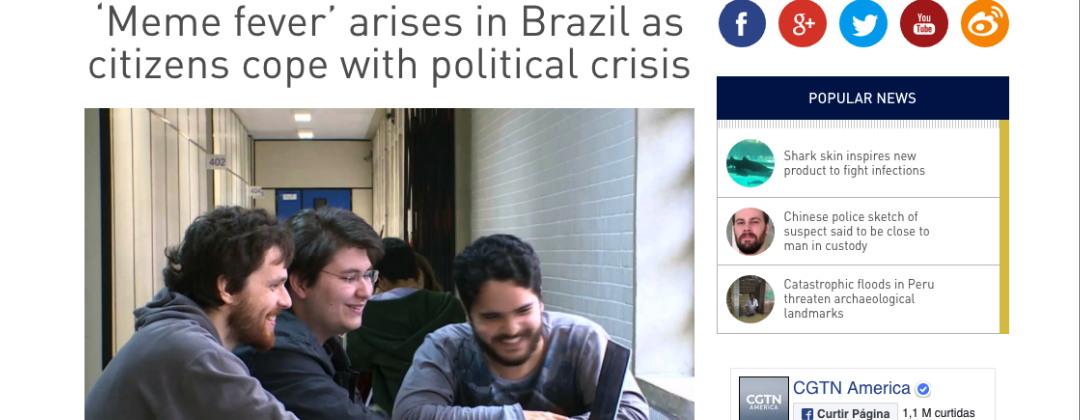 ‘Meme fever’ arises in Brazil as
citizens cope with political crisis
402
You
Tube
POPULAR NEWS
Shark skin inspires new
product to fight infections
Chinese police sketch of
suspect said to be close to
man in custody
Catastrophic floods in Peru
threaten archaeological
landmarks
CGTN
AMERICA
CGTN America
Curtir Página
1,1 M curtidas